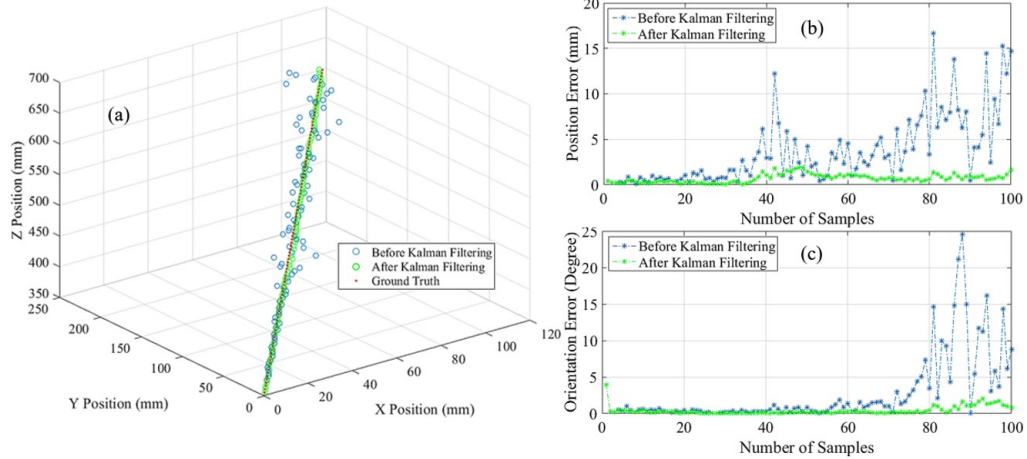 (a)
Z Position (mm)
700
650
600
550
500
450
400
350
250
200
150
100
50
0
Y Position (mm)
0
20
40
60
80
100
120
X Position (mm)
Before Kalman Filtering
After Kalman Filtering
Ground Truth
(b)
Before Kalman Filtering
After Kalman Filtering
Position Error (mm)
20
15
10
5
0
0 20 40 60 80 100
Number of Samples
(c)
Before Kalman Filtering
After Kalman Filtering
Orientation Error (Degree)
25
20
15
10
5
0
0 20 40 60 80 100
Number of Samples